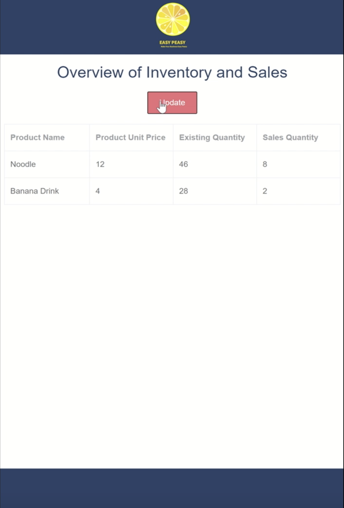 EASY PEASY
Overview of Inventory and Sales
Update
Product Name Product Unit Price Existing Quantity Sales Quantity
Noodle 12 46 8
Banana Drink 4 28 2